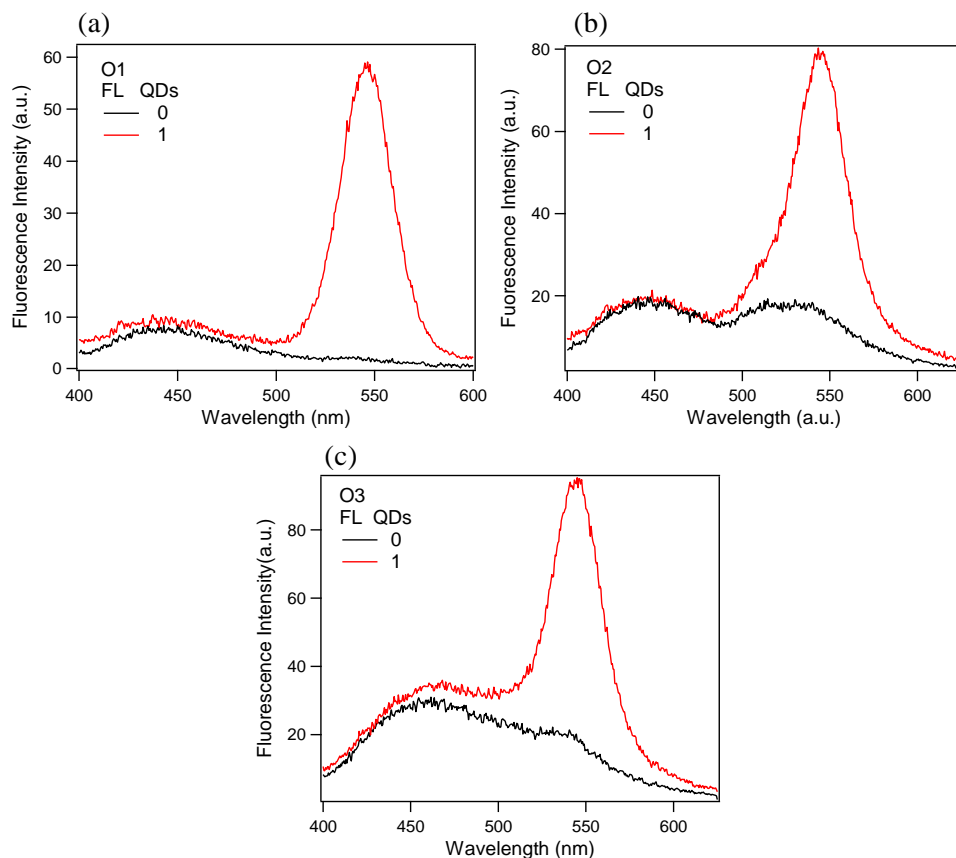 (a)
60
50
40
30
20
10
0
Fluorescence Intensity (a.u.)
O1
FL QDs
0
1
400 450 500 550 600
Wavelength (nm)
(b)
80
60
40
20
Fuorescence Intensity (a.u.)
O2
FL QDs
0
1
400 450 500 550 600
Wavelength (a.u.)
(c)
80
60
40
20
Fluorescence Intensity(a.u.)
O3
FL QDs
0
1
400 450 500 550 600
Wavelength (nm)